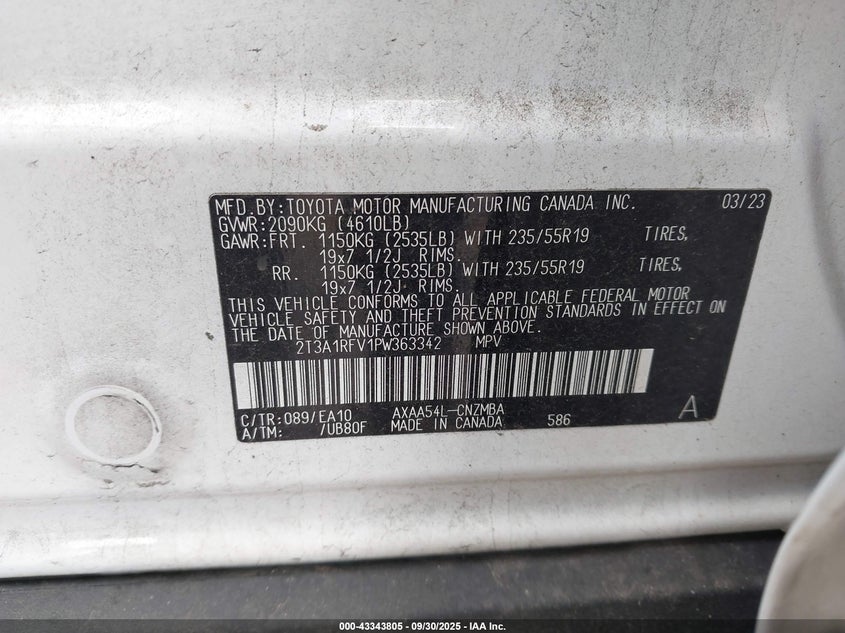 MFD.BY:TOYOTA MOTOR MANUFACTURING CANADA INC. 03/23
GVWR:2090KG (4610LB)
GAWR:FRT. 1150KG (2535LB) WITH 235/55R19 TIRES,
19x7 1/2J RIMS.
RR. 1150KG (2535LB) WITH 235/55R19 TIRES,
19x7 1/2J RIMS.
THIS VEHICLE CONFORMS TO ALL APPLICABLE FEDERAL MOTOR
VEHICLE SAFETY AND THEFT PREVENTION STANDARDS IN EFFECT ON
THE DATE OF MANUFACTURE SHOWN ABOVE.
2T3A1RFV1PW363342 MPV
C/TR:089/EA10 AXAA54L-CNZMBA A
A/TM: /UB80F MADE IN CANADA 586
000-43343805 - 09/30/2025 - IAA Inc.